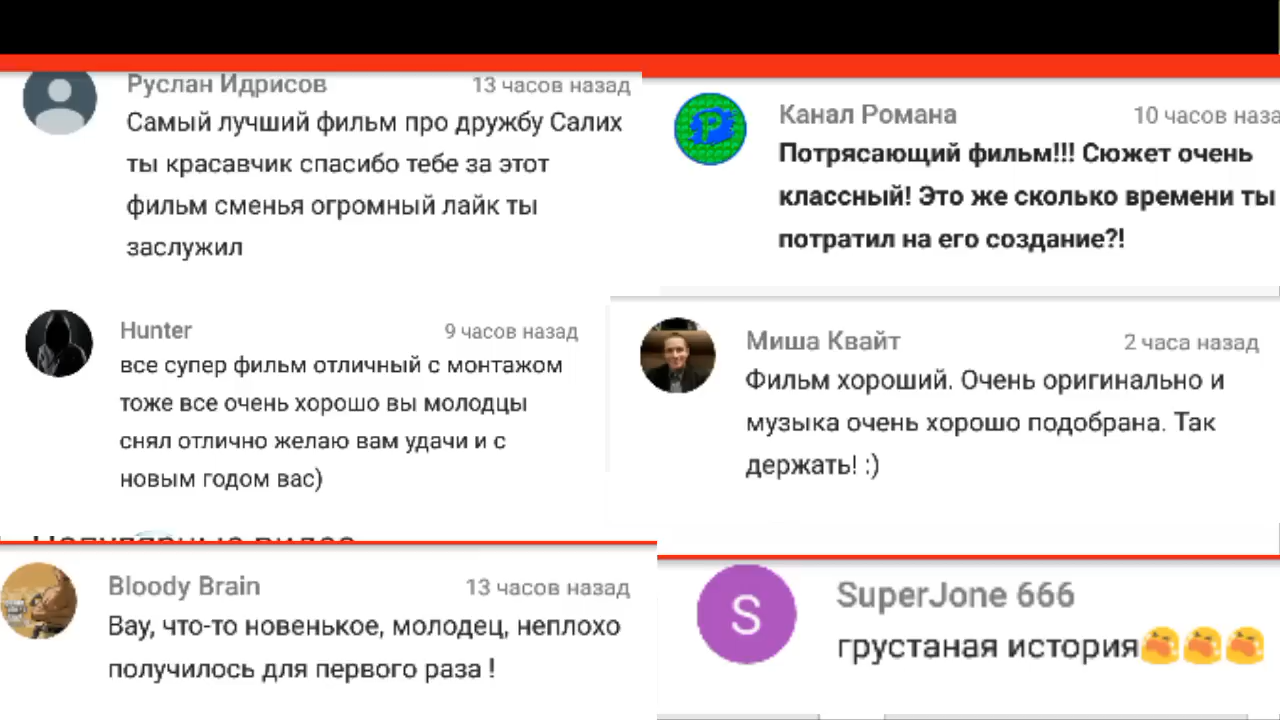 Руслан Идрисов 13 часов назад
Самый лучший фильм про дружбу Салих
ты красавчик спасибо тебе за этот
фильм сменья огромный лайк ты
заслужил
Канал Романа 10 часов наза
Потрясающий фильм!!! Сюжет очень
классный! Это же сколько времени ты
потратил на его создание?!
Hunter 9 часов назад
все супер фильм отличный с монтажом
тоже все очень хорошо вы молодцы
снял отлично желаю вам удачи и с
новым годом вас)
Миша Квайт 2 часа назад
Фильм хороший. Очень оригинально и
музыка очень хорошо подобрана. Так
держать! :)
Bloody Brain 13 часов назад
Вау, что-то новенькое, молодец, неплохо
получилось для первого раза !
S
SuperJone 666
грустаная история